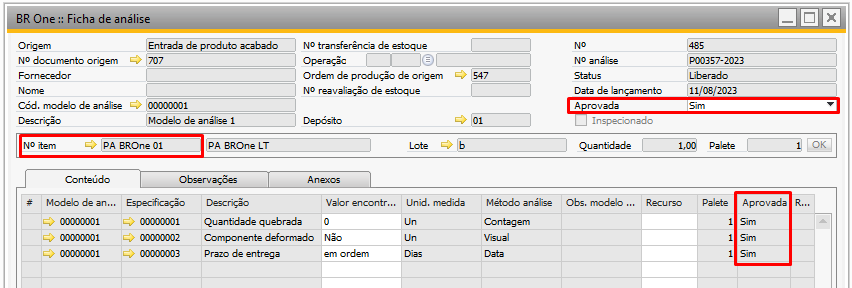 BR One :: Ficha de análise
Origem Entrada de produto acabado Nº transferência de estoque Nº 485
Nº documento origem 707 Operação Nº análise P00357-2023
Fornecedor Ordem de produção de origem 547 Status Liberado
Nome Nº reavaliação de estoque Data de lançamento 11/08/2023
Cód. modelo de análise 00000001 Aprovada Sim
Descrição Modelo de análise 1 Depósito 01 Inspecionado
Nº item PA BROne 01 PA BROne LT Lote b Quantidade 1,00 Palete 1 OK
Conteúdo Observações Anexos
# Modelo de an... Especificação Descrição Valor encontr... Unid. medida Método análise Obs. modelo ... Recurso Palete Aprovada R...
00000001 00000001 Quantidade quebrada 0 Un Contagem 1 Sim
00000001 00000002 Componente deformado Não Un Visual 1 Sim
00000001 00000003 Prazo de entrega em ordem Dias Data 1 Sim